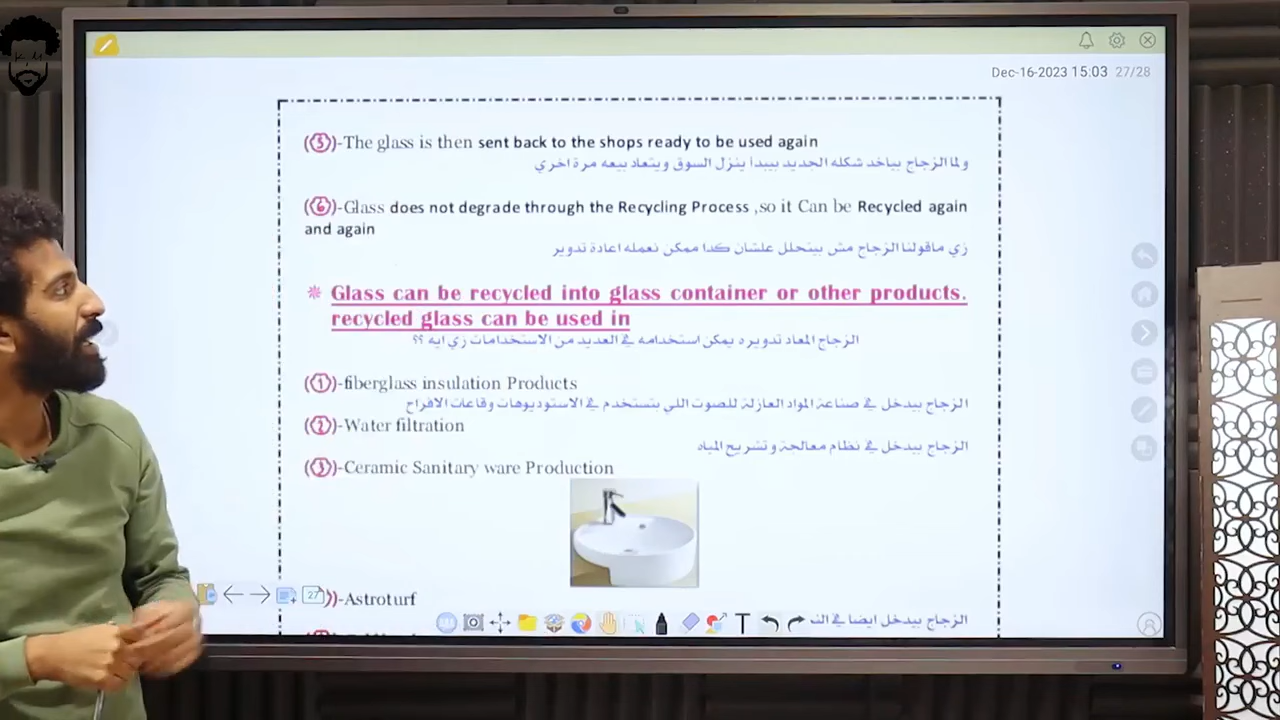 Dec-16-2023 15:03 27/28
(5)-The glass is then sent back to the shops ready to be used again
ولما الزجاج بياخد شكله الجديد بيبدأ ينزل السوق ويتعاد بيعه مرة اخري
(6)-Glass does not degrade through the Recycling Process ,so it Can be Recycled again
and again
زي ماقولنا الزجاج مش بيتحلل علشان كدا ممكن نعمله اعادة تدوير
Glass can be recycled into glass container or other products.
recycled glass can be used in
الزجاج المعاد تدويره يمكن استخدامه في العديد من الاستخدامات زي ايه ؟؟
(1)-fiberglass insulation Products
الزجاج بيدخل في صناعة المواد العازلة للصوت اللي بتستخدم في الاستوديوهات وقاعات الافراح
(2)-Water filtration
الزجاج بيدخل في نظام معالجة و تشريح المياد
(3)-Ceramic Sanitary ware Production
27
)-Astroturf
الزجاج بيدخل ايضا في
T